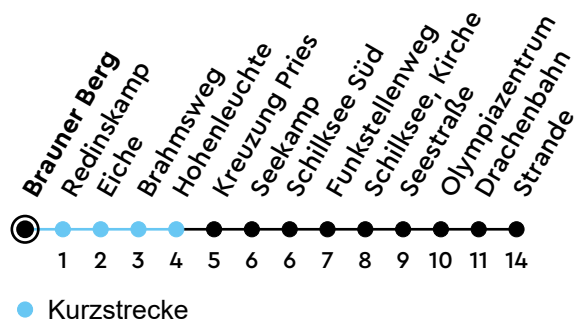 Brauner Berg
Redinskamp
Eiche
Brahmsweg
Hohenleuchte
Kreuzung Pries
Seekamp
Schilksee Süd
Funkstellenweg
Schilksee, Kirche
Seestraße
Olympiazentrum
Drachenbahn
Strande
1 2 3 4 5 6 6 7 8 9 10 11 14
Kurzstrecke